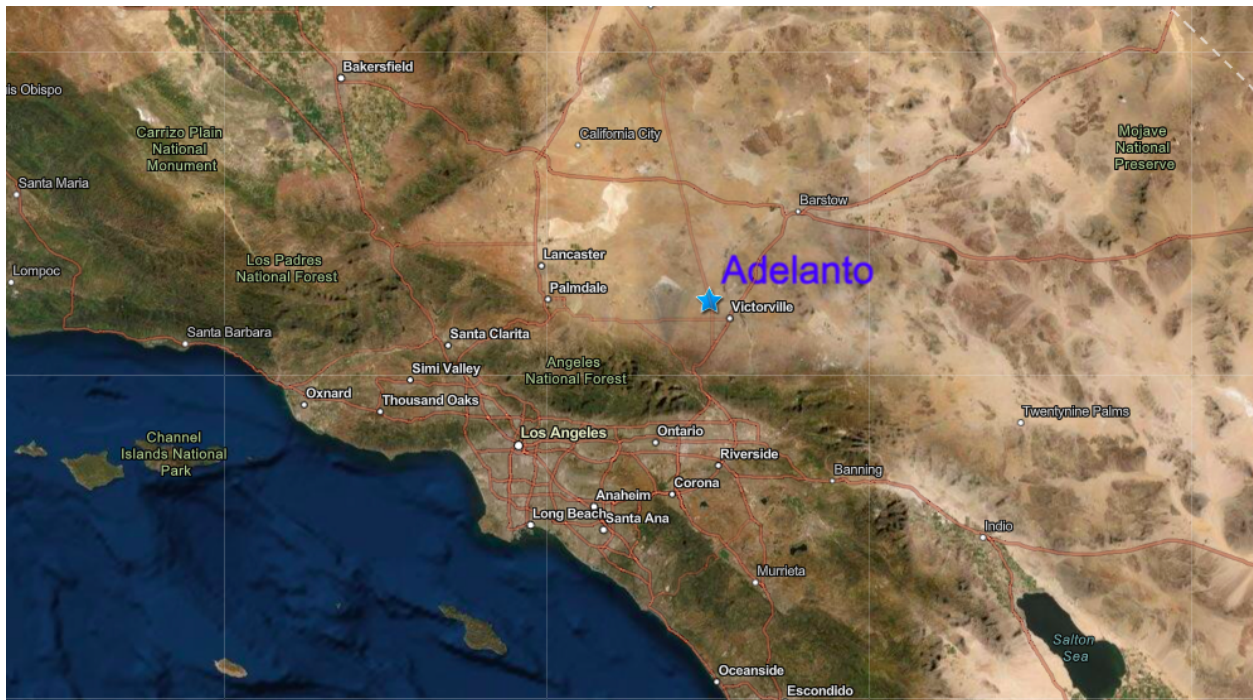 Bakersfield
uis Obispo
California City
Carrizo Plain
National
Monument
Mojave
National
Preserve
Santa Maria
Barstow
Los Padres
National Forest
Lancaster
Adelanto
Lompoc
Palmdale
Victorville
Santa Barbara
Santa Clarita
Angeles
National Forest
Simi Valley
Oxnard
Thousand Oaks
Twentynine Palms
Los Angeles
Ontario
Channel
Islands National
Park
Riverside
Banning
Corona
Anaheim
Long Beach
Santa Ana
Indio
Murrieta
Salton
Sea
Oceanside
Escondido